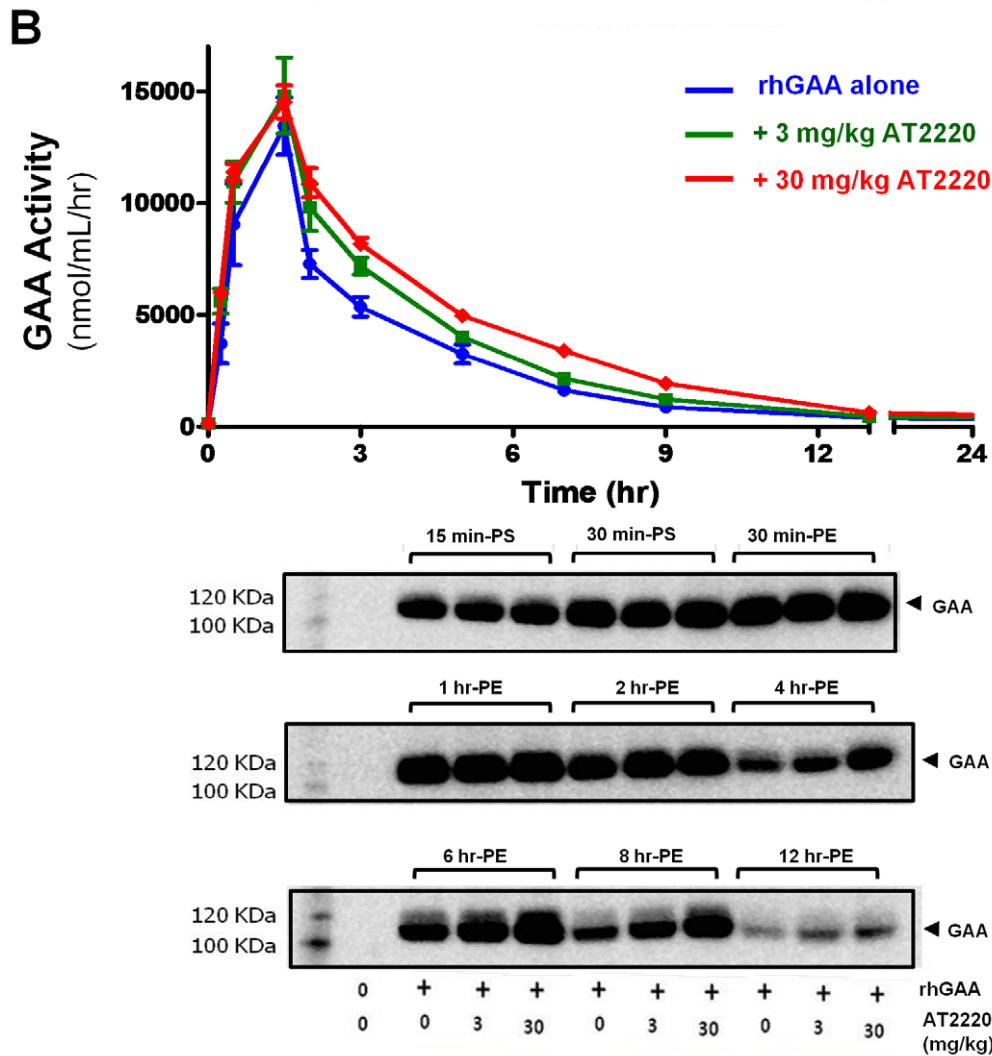 B
15000
10000
5000
0
GAA Activity
(nmol/mL/hr)
rhGAA alone
+ 3 mg/kg AT2220
+ 30 mg/kg AT2220
0 3 6 9 12 24
Time (hr)
15 min-PS 30 min-PS 30 min-PE
120 KDa
100 KDa
GAA
1 hr-PE 2 hr-PE 4 hr-PE
120 KDa
100 KDa
GAA
6 hr-PE 8 hr-PE 12 hr-PE
120 KDa
100 KDa
GAA
0 + + + + + + + + + rhGAA
0 0 3 30 0 3 30 0 3 30 AT2220
(mg/kg)